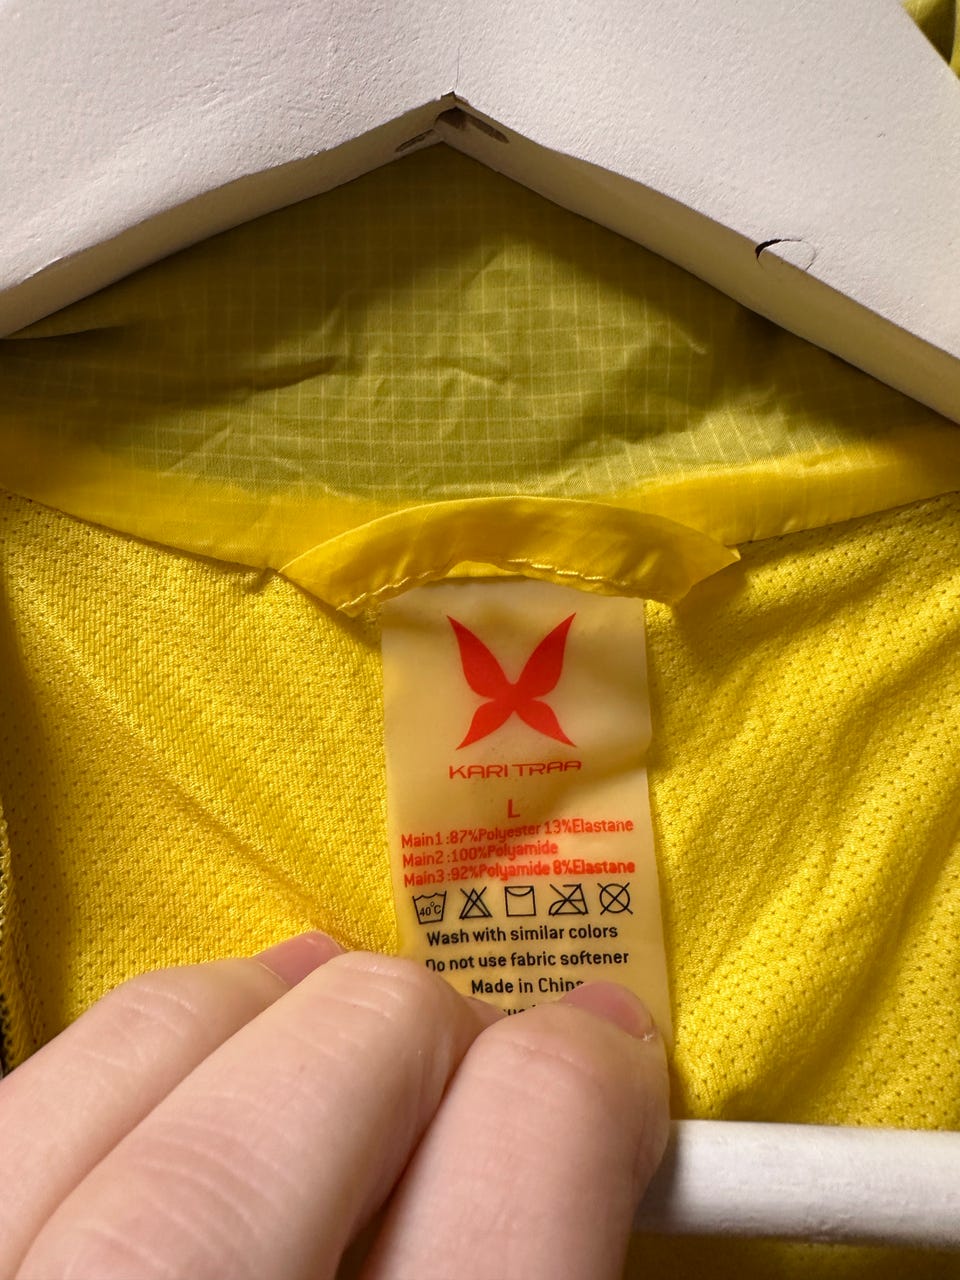 KARI TRAA
L
Main1 :87%Polyester 13%Elastane
Main2 :100%Polyamide
Main3 :92%Polyamide 8%Elastane
40°C
Wash with similar colors
Do not use fabric softener
Made in China